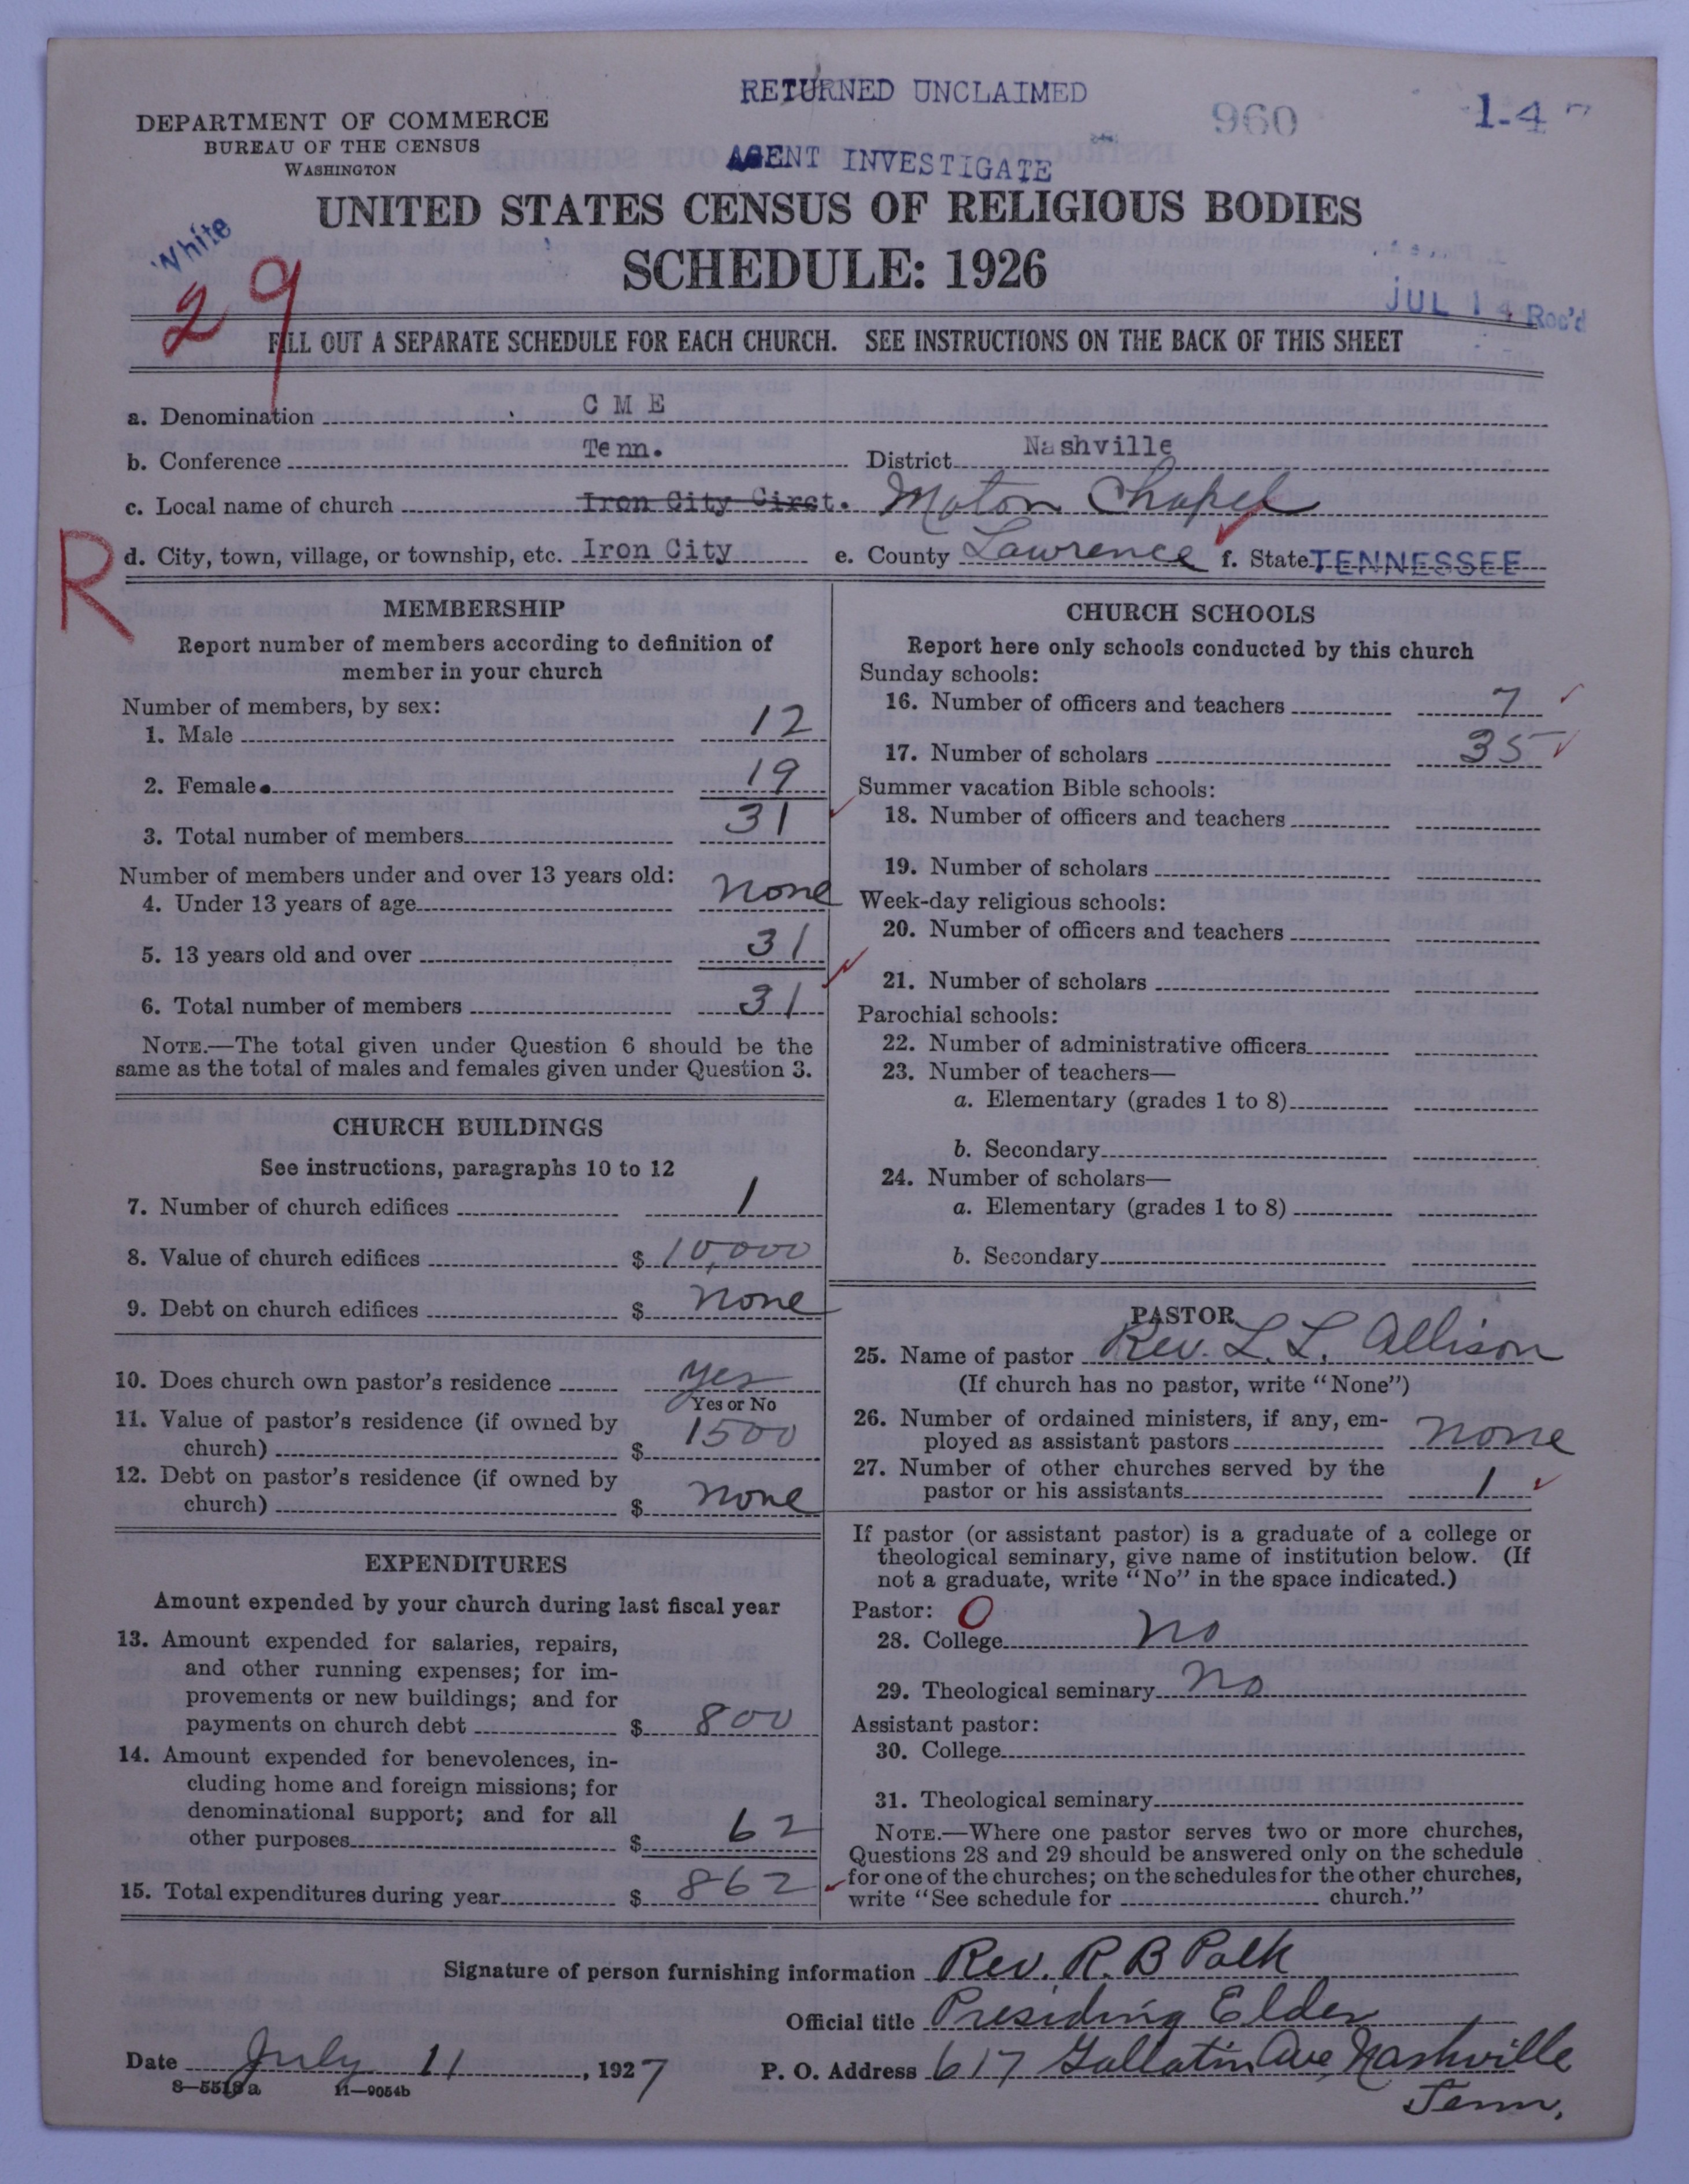 RETURNED UNCLAIMED
960
1-4
DEPARTMENT OF COMMERCE
BUREAU OF THE CENSUS
WASHINGTON
AGENT INVESTIGATE
UNITED STATES CENSUS OF RELIGIOUS BODIES
White
29
SCHEDULE: 1926
JUL 14 Rec'd
FILL OUT A SEPARATE SCHEDULE FOR EACH CHURCH. SEE INSTRUCTIONS ON THE BACK OF THIS SHEET
a. Denomination C M E
b. Conference Tenn. District Nashville
c. Local name of church Iron City Circt. Moton Chapel
R
d. City, town, village, or township, etc. Iron City e. County Lawrence f. State TENNESSEE
MEMBERSHIP
Report number of members according to definition of
member in your church
Number of members, by sex:
1. Male 12
2. Female 19
3. Total number of members 31
Number of members under and over 13 years old:
4. Under 13 years of age none
5. 13 years old and over 31
6. Total number of members 31
NOTE.—The total given under Question 6 should be the
same as the total of males and females given under Question 3.
CHURCH BUILDINGS
See instructions, paragraphs 10 to 12
7. Number of church edifices 1
8. Value of church edifices $ 10,000
9. Debt on church edifices $ none
10. Does church own pastor's residence yes
Yes or No
11. Value of pastor's residence (if owned by
church) $ 1500
12. Debt on pastor's residence (if owned by
church) $ none
EXPENDITURES
Amount expended by your church during last fiscal year
13. Amount expended for salaries, repairs,
and other running expenses; for im-
provements or new buildings; and for
payments on church debt $ 800
14. Amount expended for benevolences, in-
cluding home and foreign missions; for
denominational support; and for all
other purposes $ 62
15. Total expenditures during year $ 862
CHURCH SCHOOLS
Report here only schools conducted by this church
Sunday schools:
16. Number of officers and teachers 7
17. Number of scholars 35
Summer vacation Bible schools:
18. Number of officers and teachers
19. Number of scholars
Week-day religious schools:
20. Number of officers and teachers
21. Number of scholars
Parochial schools:
22. Number of administrative officers
23. Number of teachers—
a. Elementary (grades 1 to 8)
b. Secondary
24. Number of scholars—
a. Elementary (grades 1 to 8)
b. Secondary
PASTOR
25. Name of pastor Rev. L. L. Allison
(If church has no pastor, write "None")
26. Number of ordained ministers, if any, em-
ployed as assistant pastors none
27. Number of other churches served by the
pastor or his assistants 1
If pastor (or assistant pastor) is a graduate of a college or
theological seminary, give name of institution below. (If
not a graduate, write "No" in the space indicated.)
Pastor: O
28. College no
29. Theological seminary no
Assistant pastor:
30. College
31. Theological seminary
NOTE.—Where one pastor serves two or more churches,
Questions 28 and 29 should be answered only on the schedule
for one of the churches; on the schedules for the other churches,
write "See schedule for church."
Signature of person furnishing information Rev. R. B Polk
Official title Presiding Elder
Date July 11, 1927 P. O. Address 617 Gallatin Ave Nashville
Tenn.
8—5518a 11—9054b